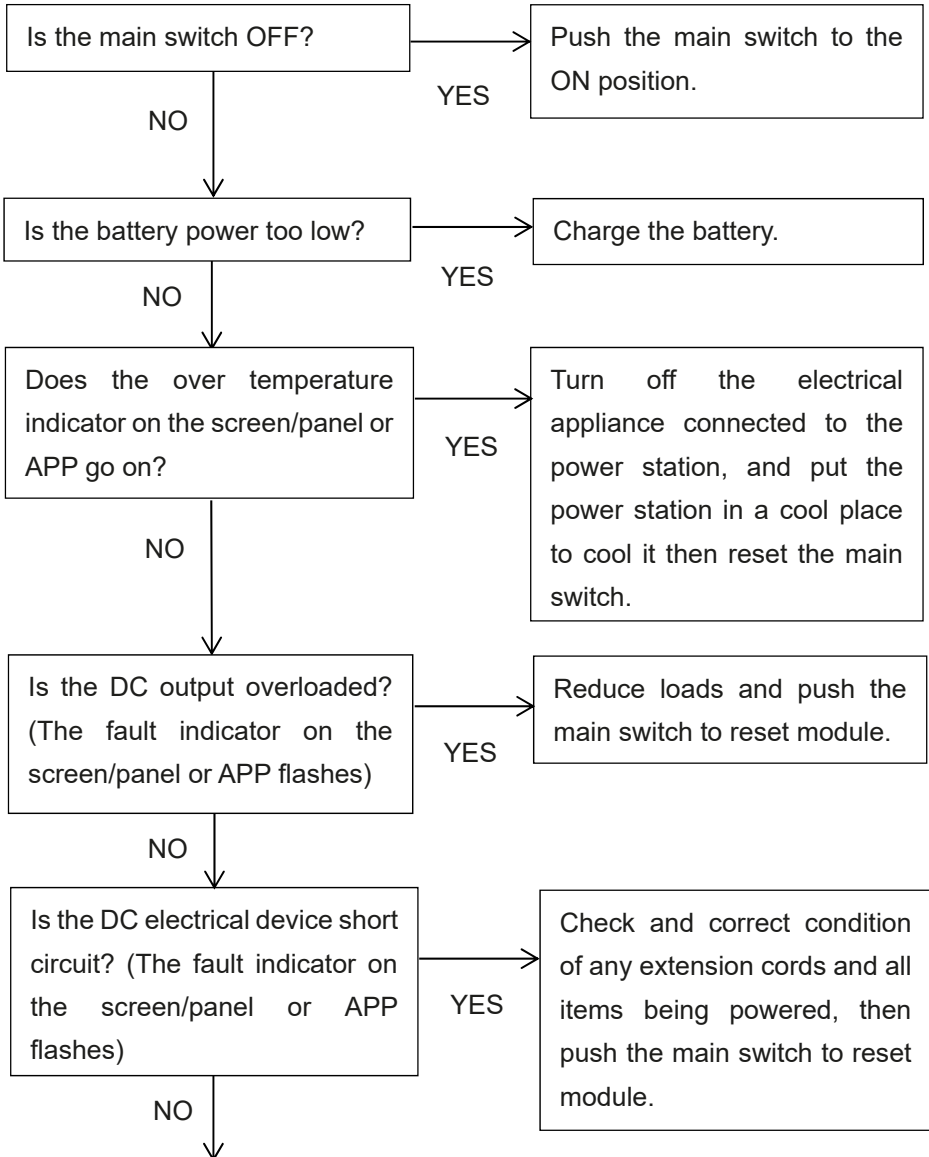 Is the main switch OFF?
Push the main switch to the
ON position.
YES
NO
Is the battery power too low?
Charge the battery.
YES
NO
Does the over temperature
indicator on the screen/panel or
APP go on?
YES
Turn off the electrical
appliance connected to the
power station, and put the
power station in a cool place
to cool it then reset the main
switch.
NO
Is the DC output overloaded?
(The fault indicator on the
screen/panel or APP flashes)
YES
Reduce loads and push the
main switch to reset module.
NO
Is the DC electrical device short
circuit? (The fault indicator on
the screen/panel or APP
flashes)
YES
Check and correct condition
of any extension cords and all
items being powered, then
push the main switch to reset
module.
NO